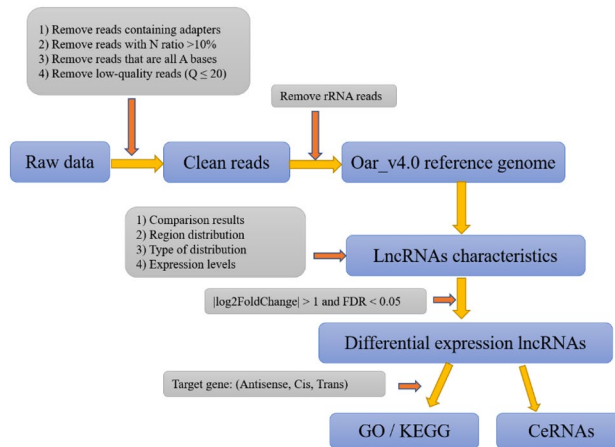 1) Remove reads containing adapters
2) Remove reads with N ratio >10%
3) Remove reads that are all A bases
4) Remove low-quality reads (Q ≤ 20)
Remove rRNA reads
Raw data
Clean reads
Oar_v4.0 reference genome
1) Comparison results
2) Region distribution
3) Type of distribution
4) Expression levels
LncRNAs characteristics
|log2FoldChange| > 1 and FDR < 0.05
Differential expression lncRNAs
Target gene: (Antisense, Cis, Trans)
GO / KEGG
CeRNAs